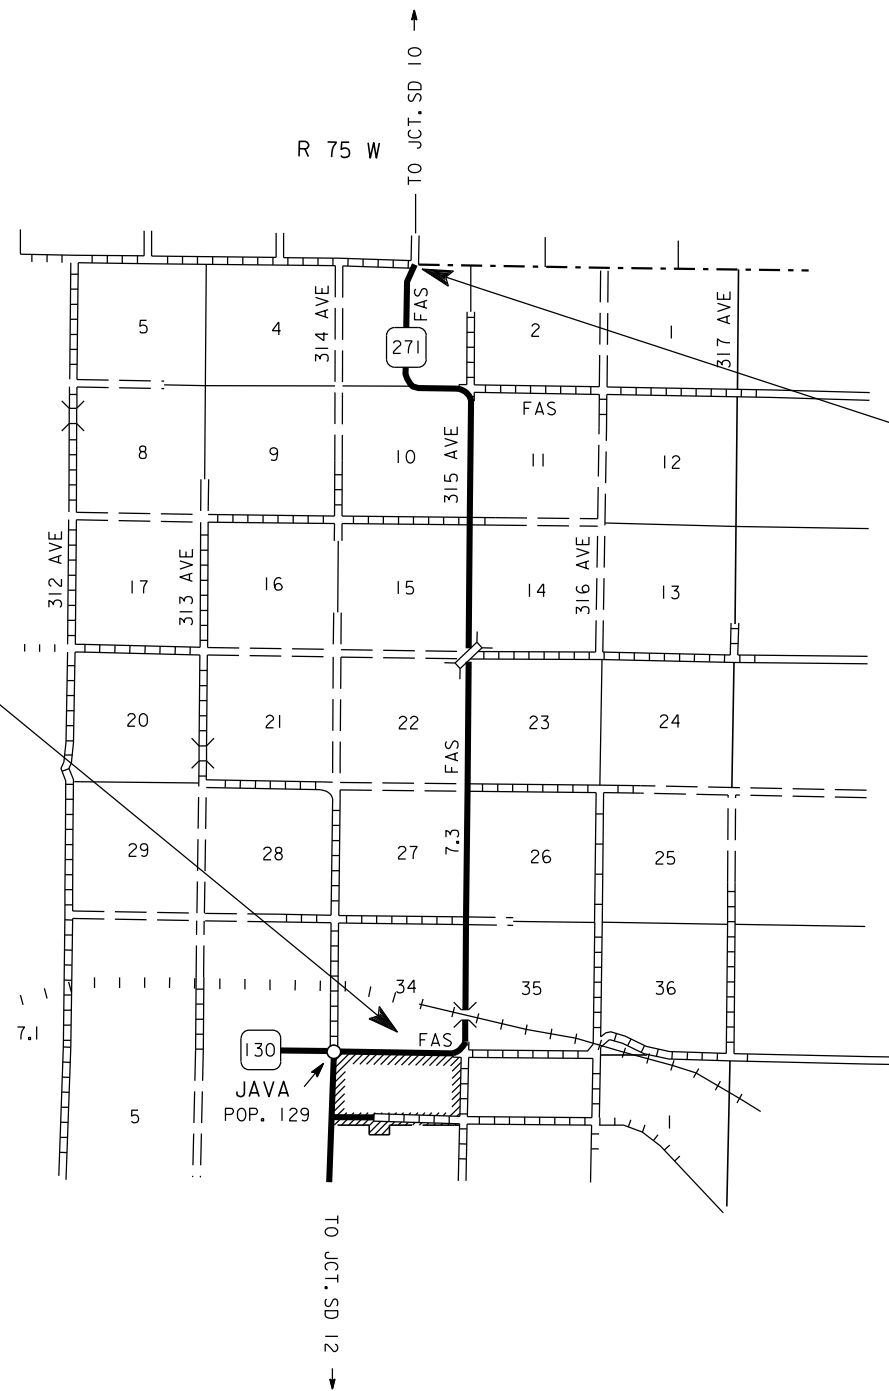 TO JCT. SD 10
R 75 W
5
4
314 AVE
FAS
2
1
317 AVE
271
FAS
8
9
10
315 AVE
11
12
312 AVE
17
313 AVE
16
15
14
316 AVE
13
20
21
22
FAS
23
24
29
28
27
7.3
26
25
34
35
36
7.1
130
FAS
JAVA
POP. 129
5
1
TO JCT. SD 12